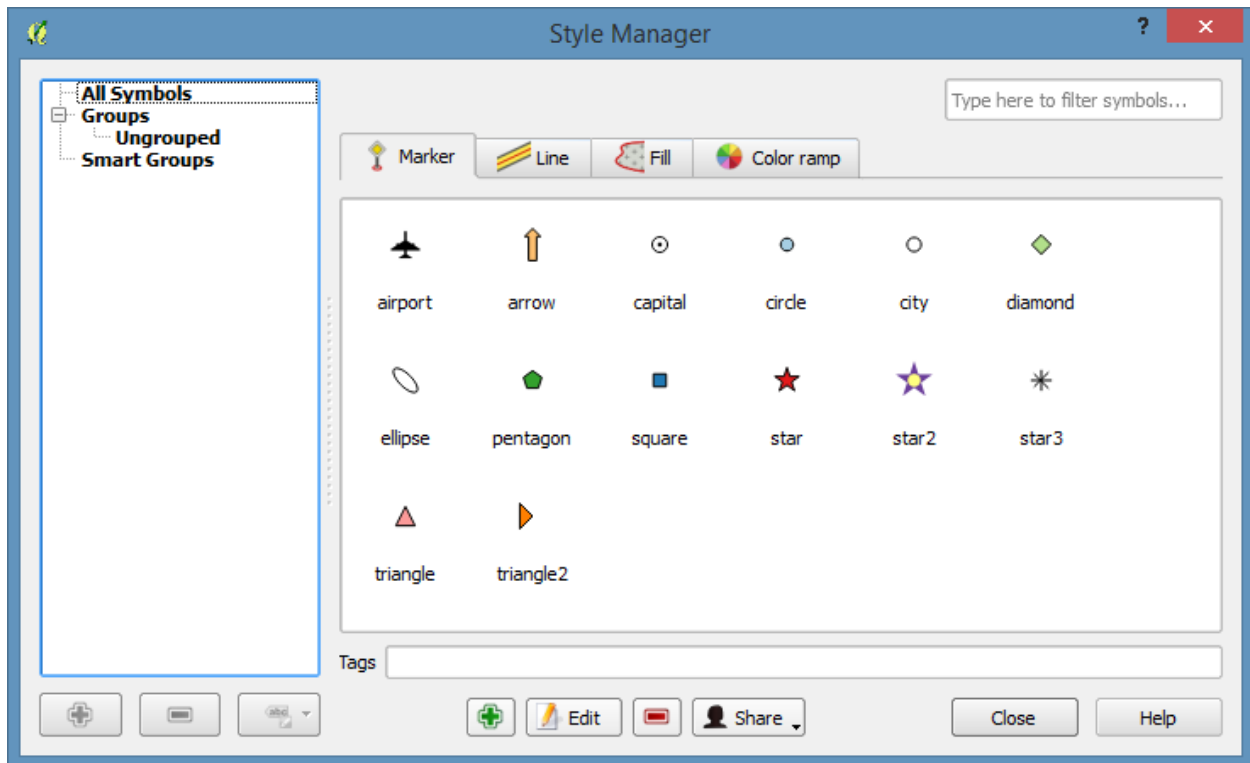 Style Manager
?
All Symbols
Groups
Ungrouped
Smart Groups
Type here to filter symbols...
Marker Line Fill Color ramp
airport arrow capital circle city diamond
ellipse pentagon square star star2 star3
triangle triangle2
Tags
abc Edit Share Close Help